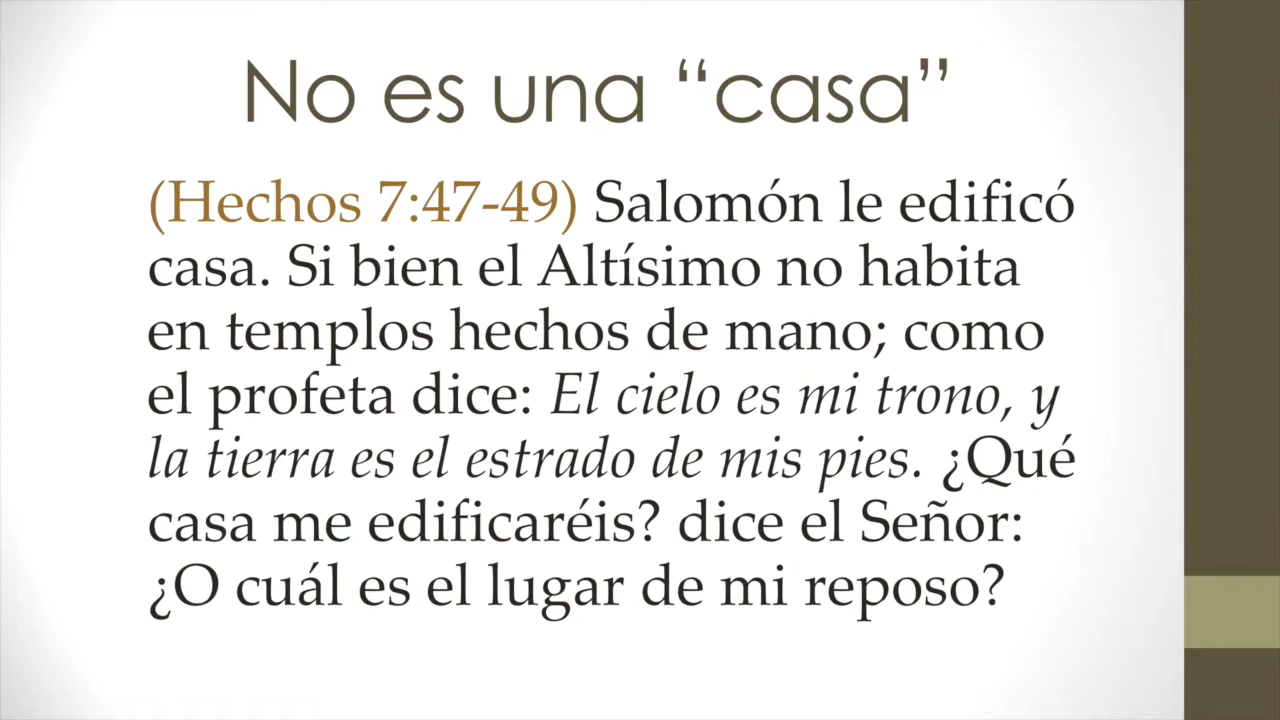 No es una “casa”
(Hechos 7:47-49) Salomón le edificó
casa. Si bien el Altísimo no habita
en templos hechos de mano; como
el profeta dice: El cielo es mi trono, y
la tierra es el estrado de mis pies. ¿Qué
casa me edificaréis? dice el Señor:
¿O cuál es el lugar de mi reposo?